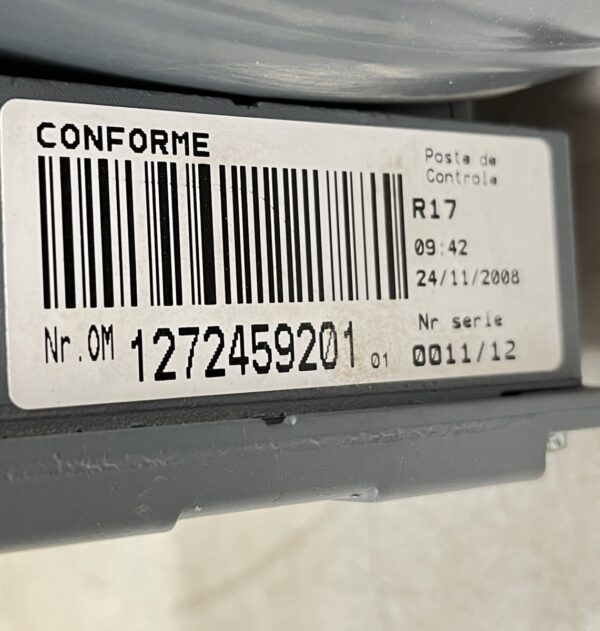 CONFORME
Poste de
Controle
R17
09:42
24/11/2008
Nr serie
0011/12
Nr.OM 1272459201 01